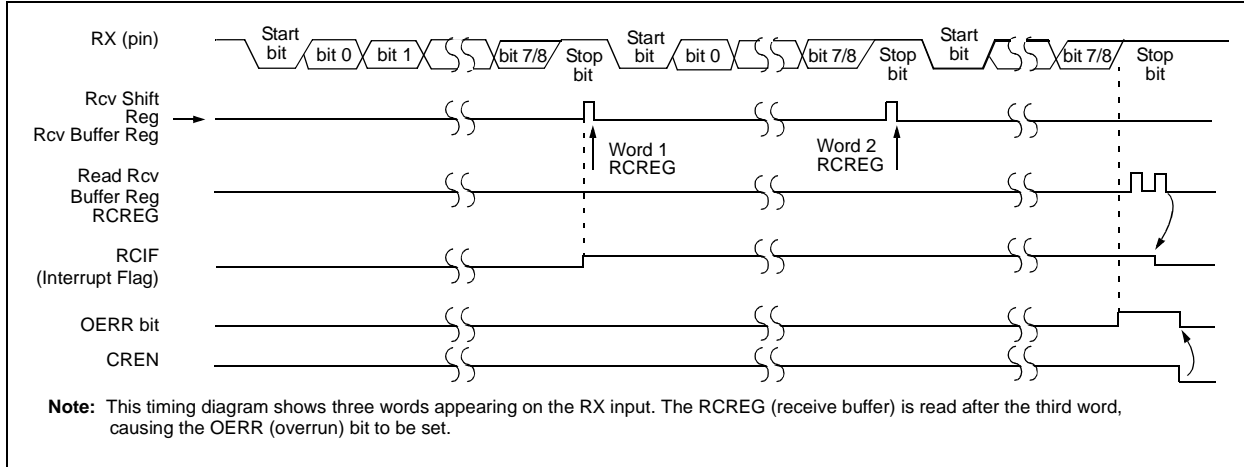 RX (pin)
Start bit
bit 0
bit 1
bit 7/8
Stop bit
Start bit
bit 0
bit 7/8
Stop bit
Start bit
bit 7/8
Stop bit
Rcv Shift
Reg
Rcv Buffer Reg
Word 1
RCREG
Word 2
RCREG
Read Rcv
Buffer Reg
RCREG
RCIF
(Interrupt Flag)
OERR bit
CREN
Note: This timing diagram shows three words appearing on the RX input. The RCREG (receive buffer) is read after the third word,
causing the OERR (overrun) bit to be set.